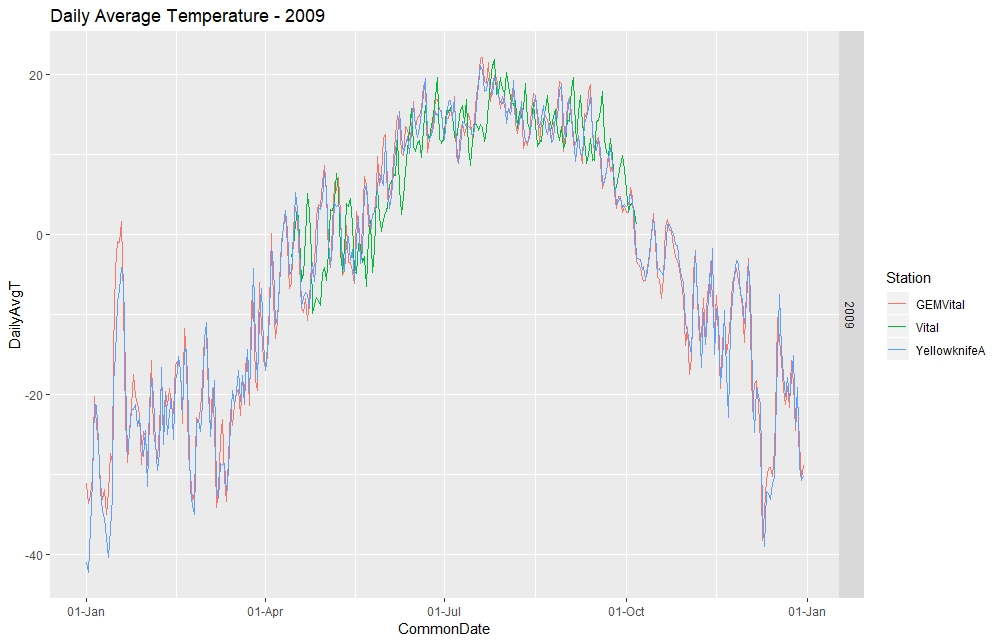 Daily Average Temperature - 2009
DailyAvgT
20
0
-20
-40
01-Jan
01-Apr
01-Jul
01-Oct
01-Jan
CommonDate
2009
Station
GEMVital
Vital
YellowknifeA